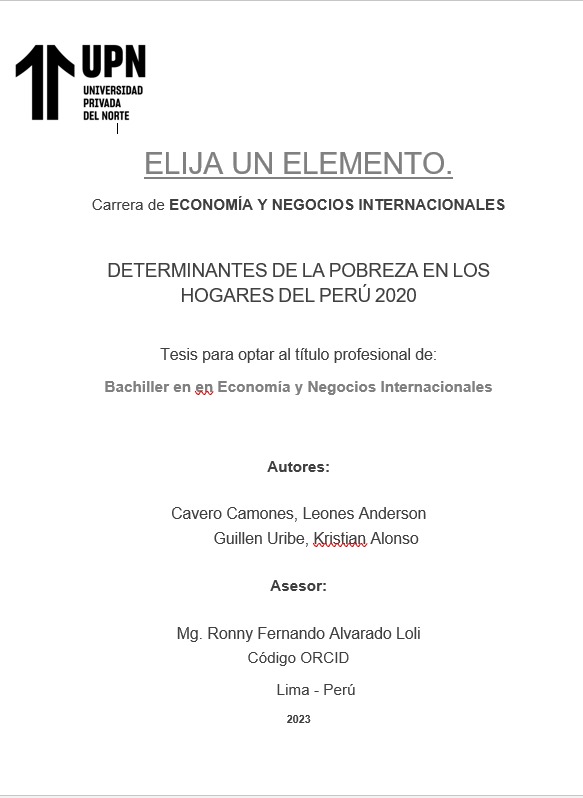 UPN
UNIVERSIDAD
PRIVADA
DEL NORTE
ELIJA UN ELEMENTO.
Carrera de ECONOMÍA Y NEGOCIOS INTERNACIONALES
DETERMINANTES DE LA POBREZA EN LOS
HOGARES DEL PERÚ 2020
Tesis para optar al título profesional de:
Bachiller en en Economía y Negocios Internacionales
Autores:
Cavero Camones, Leones Anderson
Guillen Uribe, Kristian Alonso
Asesor:
Mg. Ronny Fernando Alvarado Loli
Código ORCID
Lima - Perú
2023